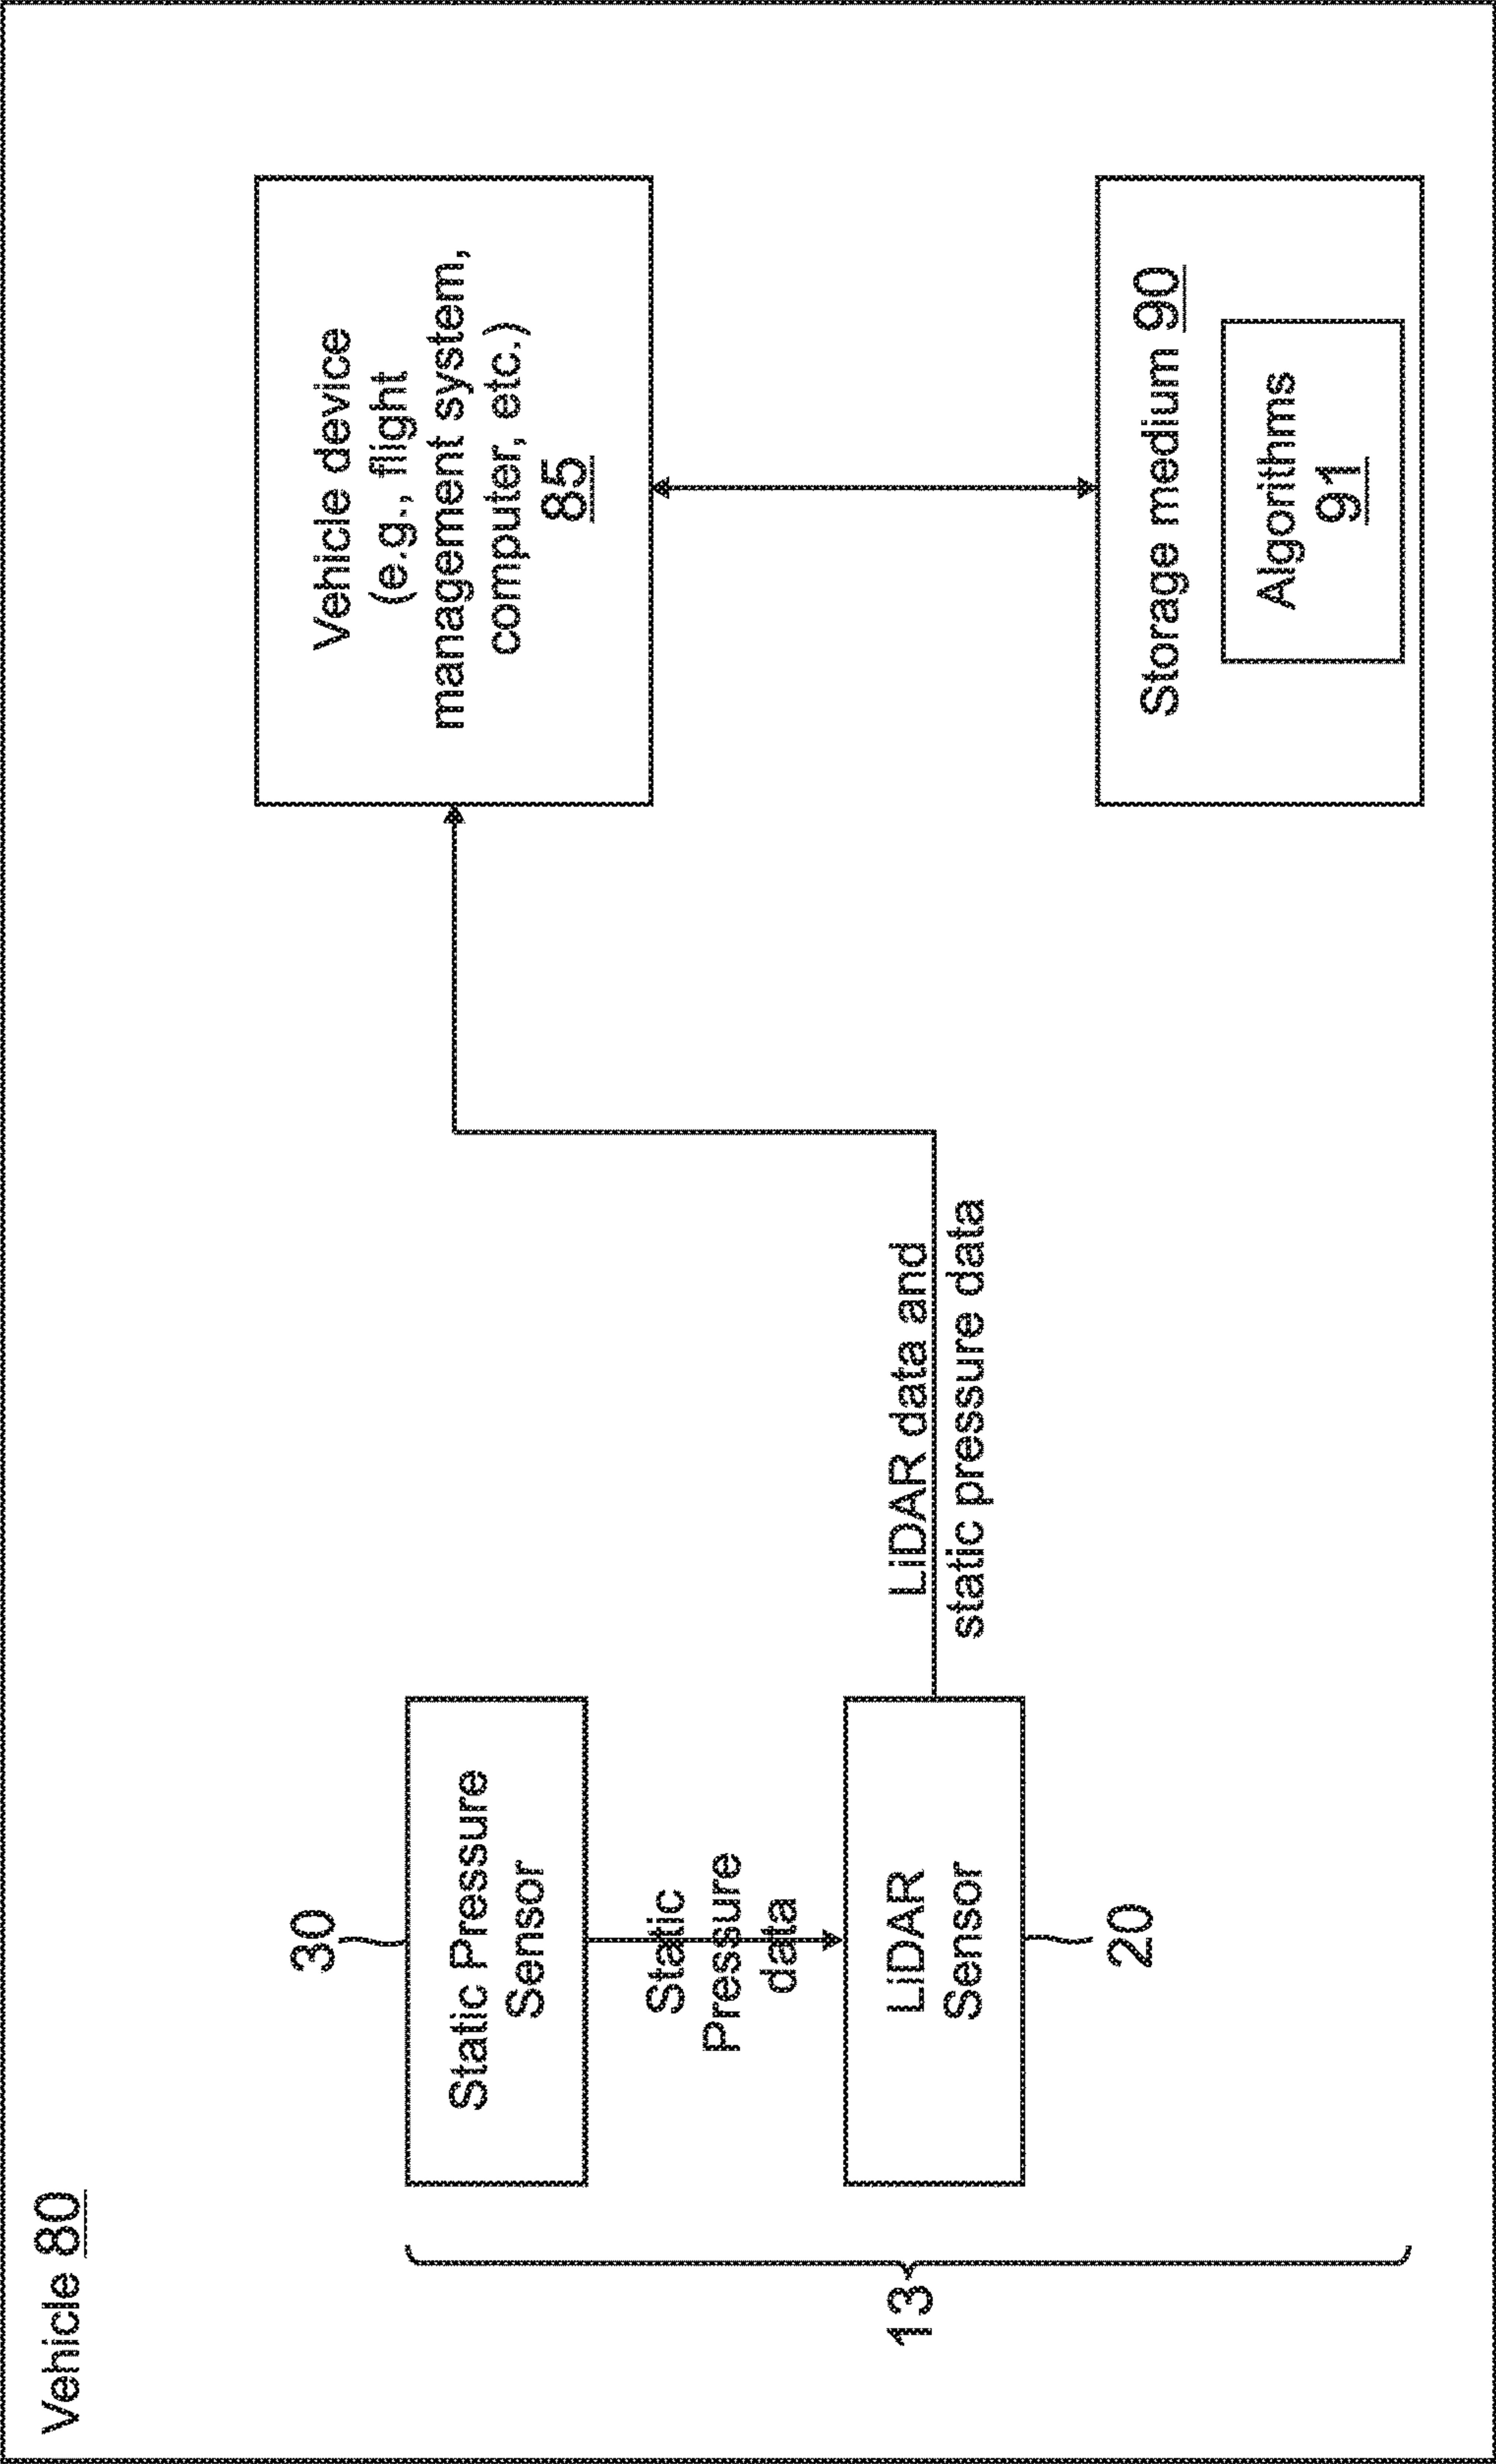 Vehicle 80
30
Static Pressure
Sensor
Static
Pressure
data
LiDAR
Sensor
20
13
LiDAR data and
static pressure data
Vehicle device
(e.g., flight
management system,
computer, etc.)
85
Storage medium 90
Algorithms
91